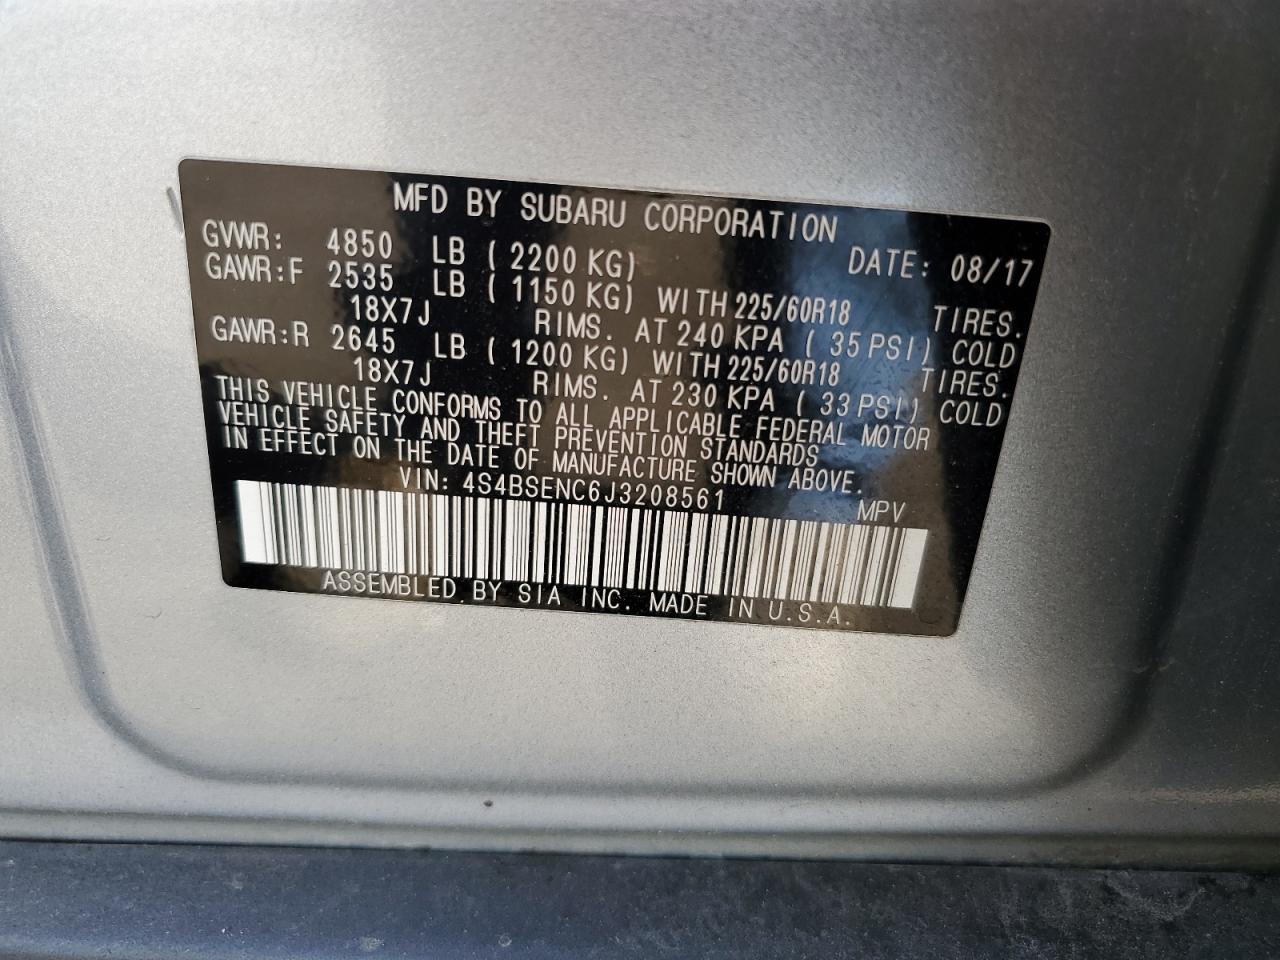 MFD BY SUBARU CORPORATION
GVWR: 4850 LB ( 2200 KG) DATE: 08/17
GAWR:F 2535 LB ( 1150 KG) WITH 225/60R18 TIRES.
18X7J RIMS. AT 240 KPA ( 35 PSI) COLD
GAWR:R 2645 LB ( 1200 KG) WITH 225/60R18 TIRES.
18X7J RIMS. AT 230 KPA ( 33 PSI) COLD
THIS VEHICLE CONFORMS TO ALL APPLICABLE FEDERAL MOTOR
VEHICLE SAFETY AND THEFT PREVENTION STANDARDS
IN EFFECT ON THE DATE OF MANUFACTURE SHOWN ABOVE.
VIN: 4S4BSENC6J3208561 MPV
ASSEMBLED BY SIA INC. MADE IN U.S.A.